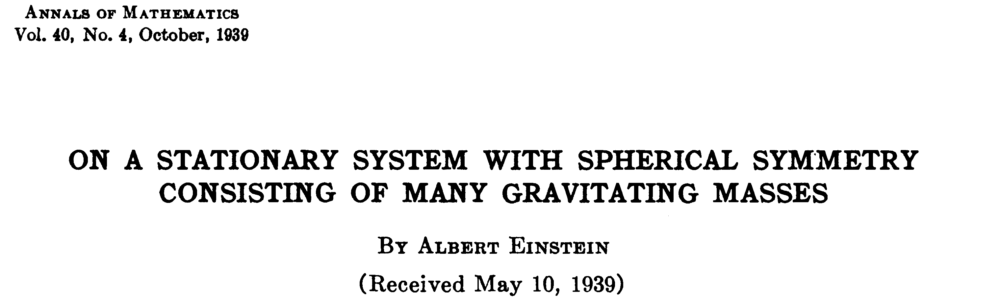 ANNALS OF MATHEMATICS
Vol. 40, No. 4, October, 1939
ON A STATIONARY SYSTEM WITH SPHERICAL SYMMETRY
CONSISTING OF MANY GRAVITATING MASSES
BY ALBERT EINSTEIN
(Received May 10, 1939)